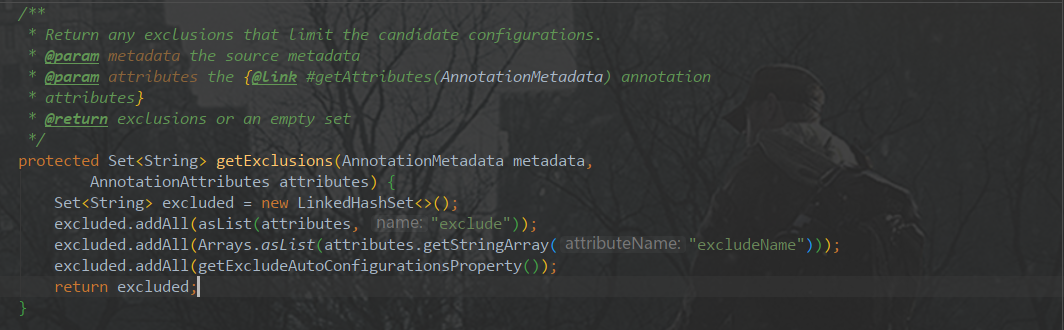 /**
* Return any exclusions that limit the candidate configurations.
* @param metadata the source metadata
* @param attributes the {@link #getAttributes(AnnotationMetadata) annotation
* attributes}
* @return exclusions or an empty set
*/
protected Set<String> getExclusions(AnnotationMetadata metadata,
AnnotationAttributes attributes) {
Set<String> excluded = new LinkedHashSet<>();
excluded.addAll(asList(attributes, name: "exclude"));
excluded.addAll(Arrays.asList(attributes.getStringArray( attributeName: "excludeName")));
excluded.addAll(getExcludeAutoConfigurationsProperty());
return excluded;
}